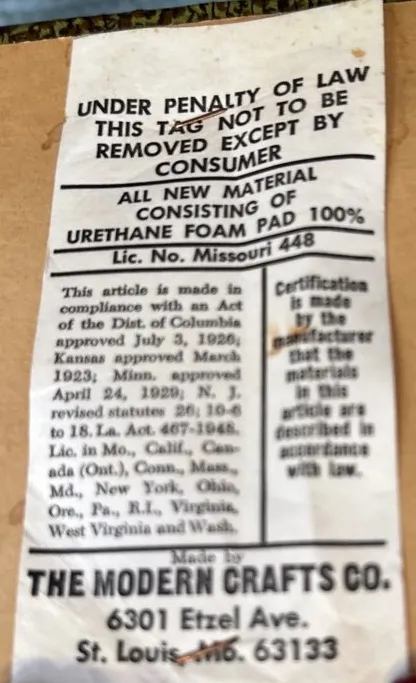 UNDER PENALTY OF LAW
THIS TAG NOT TO BE
REMOVED EXCEPT BY
CONSUMER
ALL NEW MATERIAL
CONSISTING OF
URETHANE FOAM PAD 100%
Lic. No. Missouri 448
This article is made in
compliance with an Act
of the Dist. of Columbia
approved July 3, 1926;
Kansas approved March
1923; Minn. approved
April 24, 1929; N. J.
revised statutes 26; 10-6
to 18. La. Act. 467-1948.
Lic. in Mo., Calif., Can-
ada (Ont.), Conn., Mass.,
Md., New York, Ohio,
Ore., Pa., R.I., Virginia,
West Virginia and Wash.
Certification
is made
by the
manufacturer
that the
materials
in this
article are
described in
accordance
with law.
Made by
THE MODERN CRAFTS CO.
6301 Etzel Ave.
St. Louis, Mo. 63133